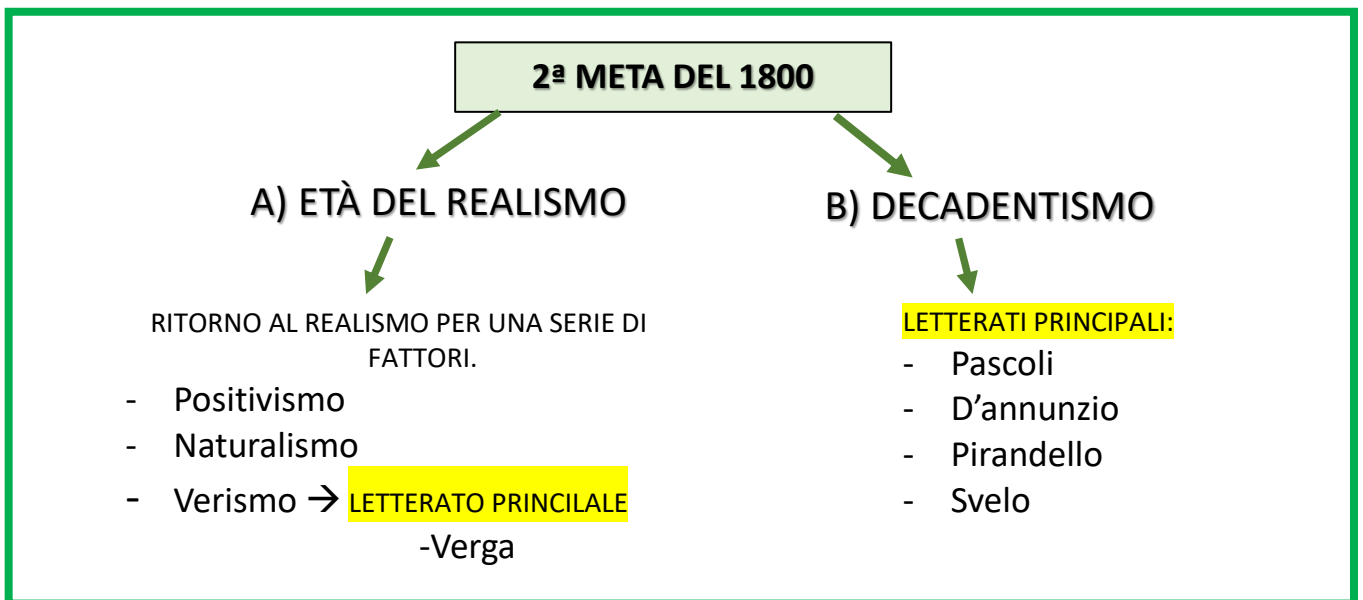 2ª META DEL 1800
A) ETÀ DEL REALISMO
RITORNO AL REALISMO PER UNA SERIE DI
FATTORI.
- Positivismo
- Naturalismo
- Verismo → LETTERATO PRINCILALE
-Verga
B) DECADENTISMO
LETTERATI PRINCIPALI:
- Pascoli
- D’annunzio
- Pirandello
- Svelo